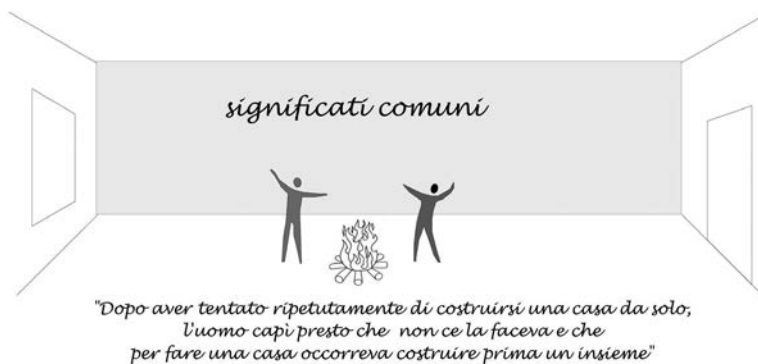 significati comuni
"Dopo aver tentato ripetutamente di costruirsi una casa da solo,
l'uomo capì presto che non ce la faceva e che
per fare una casa occorreva costruire prima un insieme"